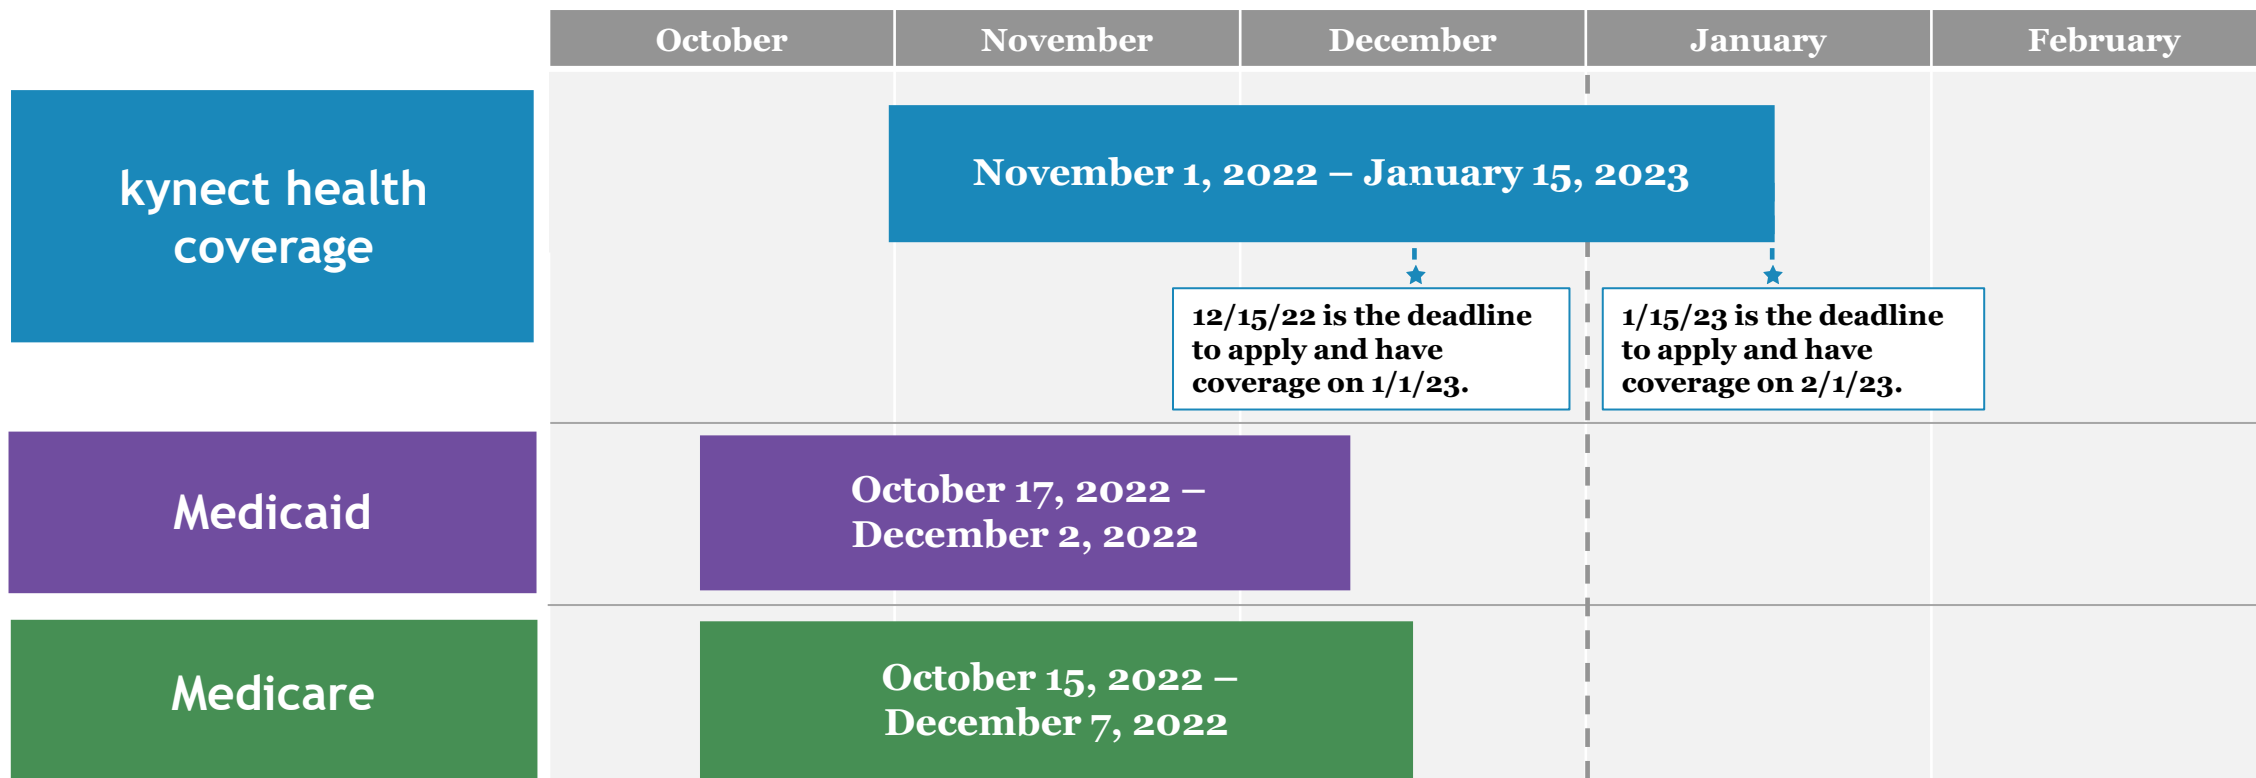 October
November
December
January
February
kynect health
coverage
November 1, 2022 – January 15, 2023
12/15/22 is the deadline
to apply and have
coverage on 1/1/23.
1/15/23 is the deadline
to apply and have
coverage on 2/1/23.
Medicaid
October 17, 2022 –
December 2, 2022
Medicare
October 15, 2022 –
December 7, 2022